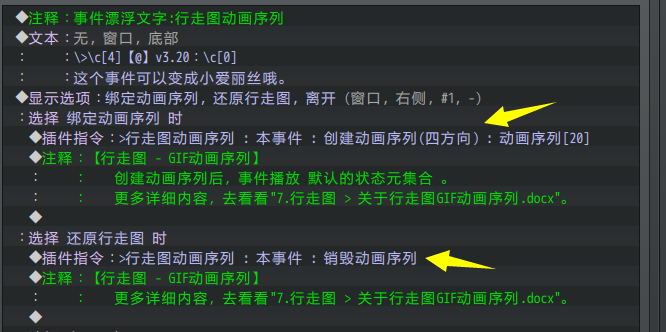 ◆注释：事件漂浮文字:行走图动画序列
◆文本：无, 窗口, 底部
：　　：\>\c[4]【@】v3.20：\c[0]
：　　：这个事件可以变成小爱丽丝哦。
◆显示选项：绑定动画序列, 还原行走图, 离开 (窗口, 右侧, #1, -)
：选择 绑定动画序列 时
◆插件指令：>行走图动画序列 : 本事件 : 创建动画序列(四方向) : 动画序列[20]
◆注释：【行走图 - GIF动画序列】
：　　：　创建动画序列后, 事件播放 默认的状态元集合 。
：　　：　更多详细内容, 去看看"7.行走图 > 关于行走图GIF动画序列.docx"。
◆
：选择 还原行走图 时
◆插件指令：>行走图动画序列 : 本事件 : 销毁动画序列
◆注释：【行走图 - GIF动画序列】
：　　：　更多详细内容, 去看看"7.行走图 > 关于行走图GIF动画序列.docx"。
◆